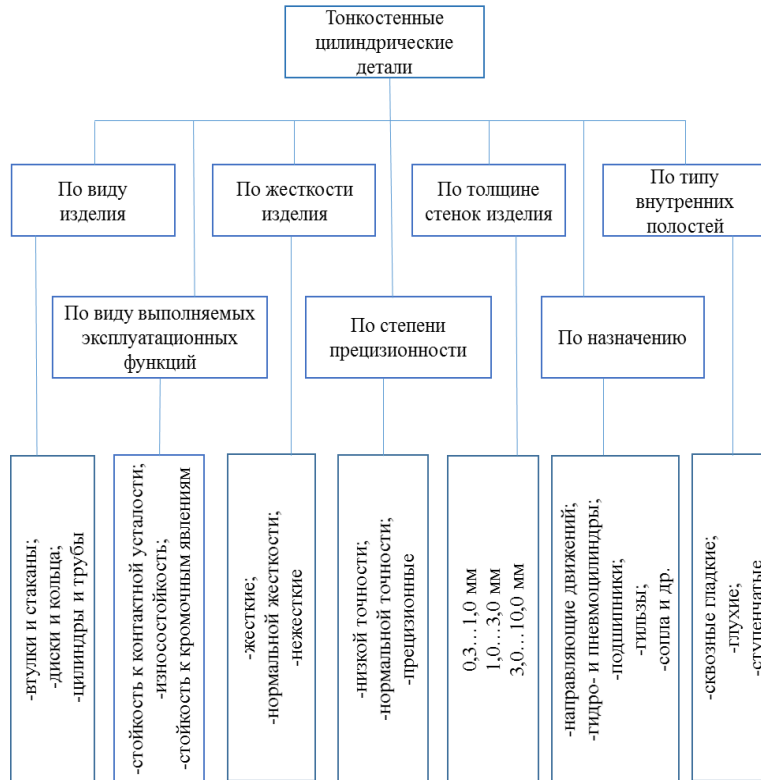 Тонкостенные
цилиндрические
детали
По виду
изделия
По жесткости
изделия
По толщине
стенок изделия
По типу
внутренних
полостей
По виду выполняемых
эксплуатационных
функций
По степени
прецизионности
По назначению
-втулки и стаканы;
-диски и кольца;
-цилиндры и трубы
-стойкость к контактной усталости;
-износостойкость;
-стойкость к кромочным явлениям
-жесткие;
-нормальной жесткости;
-нежесткие
-низкой точности;
-нормальной точности;
-прецизионные
0,3…1,0 мм
1,0…3,0 мм
3,0…10,0 мм
-направляющие движений;
-гидро- и пневмоцилиндры;
-подшипники;
-гильзы;
-сопла и др.
-сквозные гладкие;
-глухие;
-ступенчатые